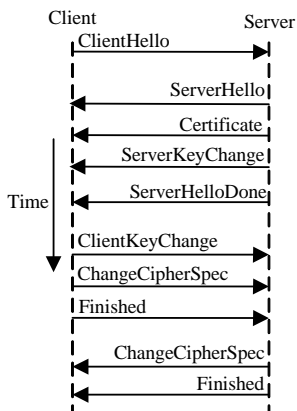 Client
Server
ClientHello
ServerHello
Certificate
ServerKeyChange
ServerHelloDone
Time
ClientKeyChange
ChangeCipherSpec
Finished
ChangeCipherSpec
Finished